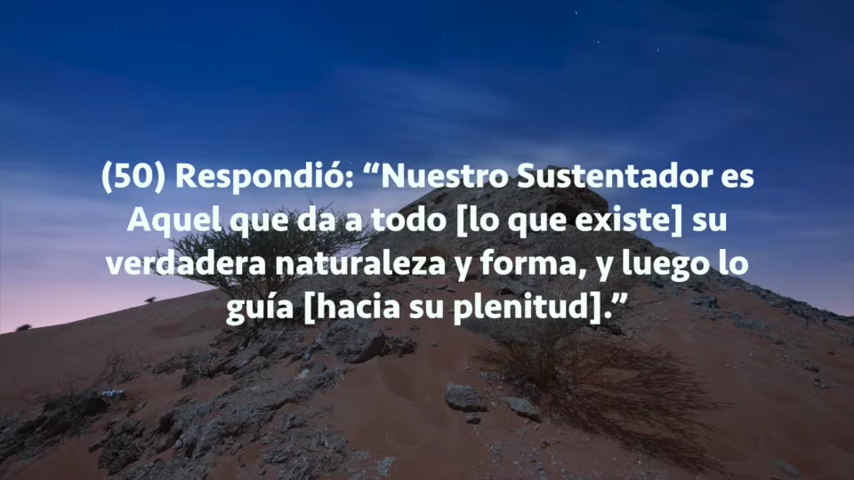 (50) Respondió: “Nuestro Sustentador es
Aquel que da a todo [lo que existe] su
verdadera naturaleza y forma, y luego lo
guía [hacia su plenitud].”